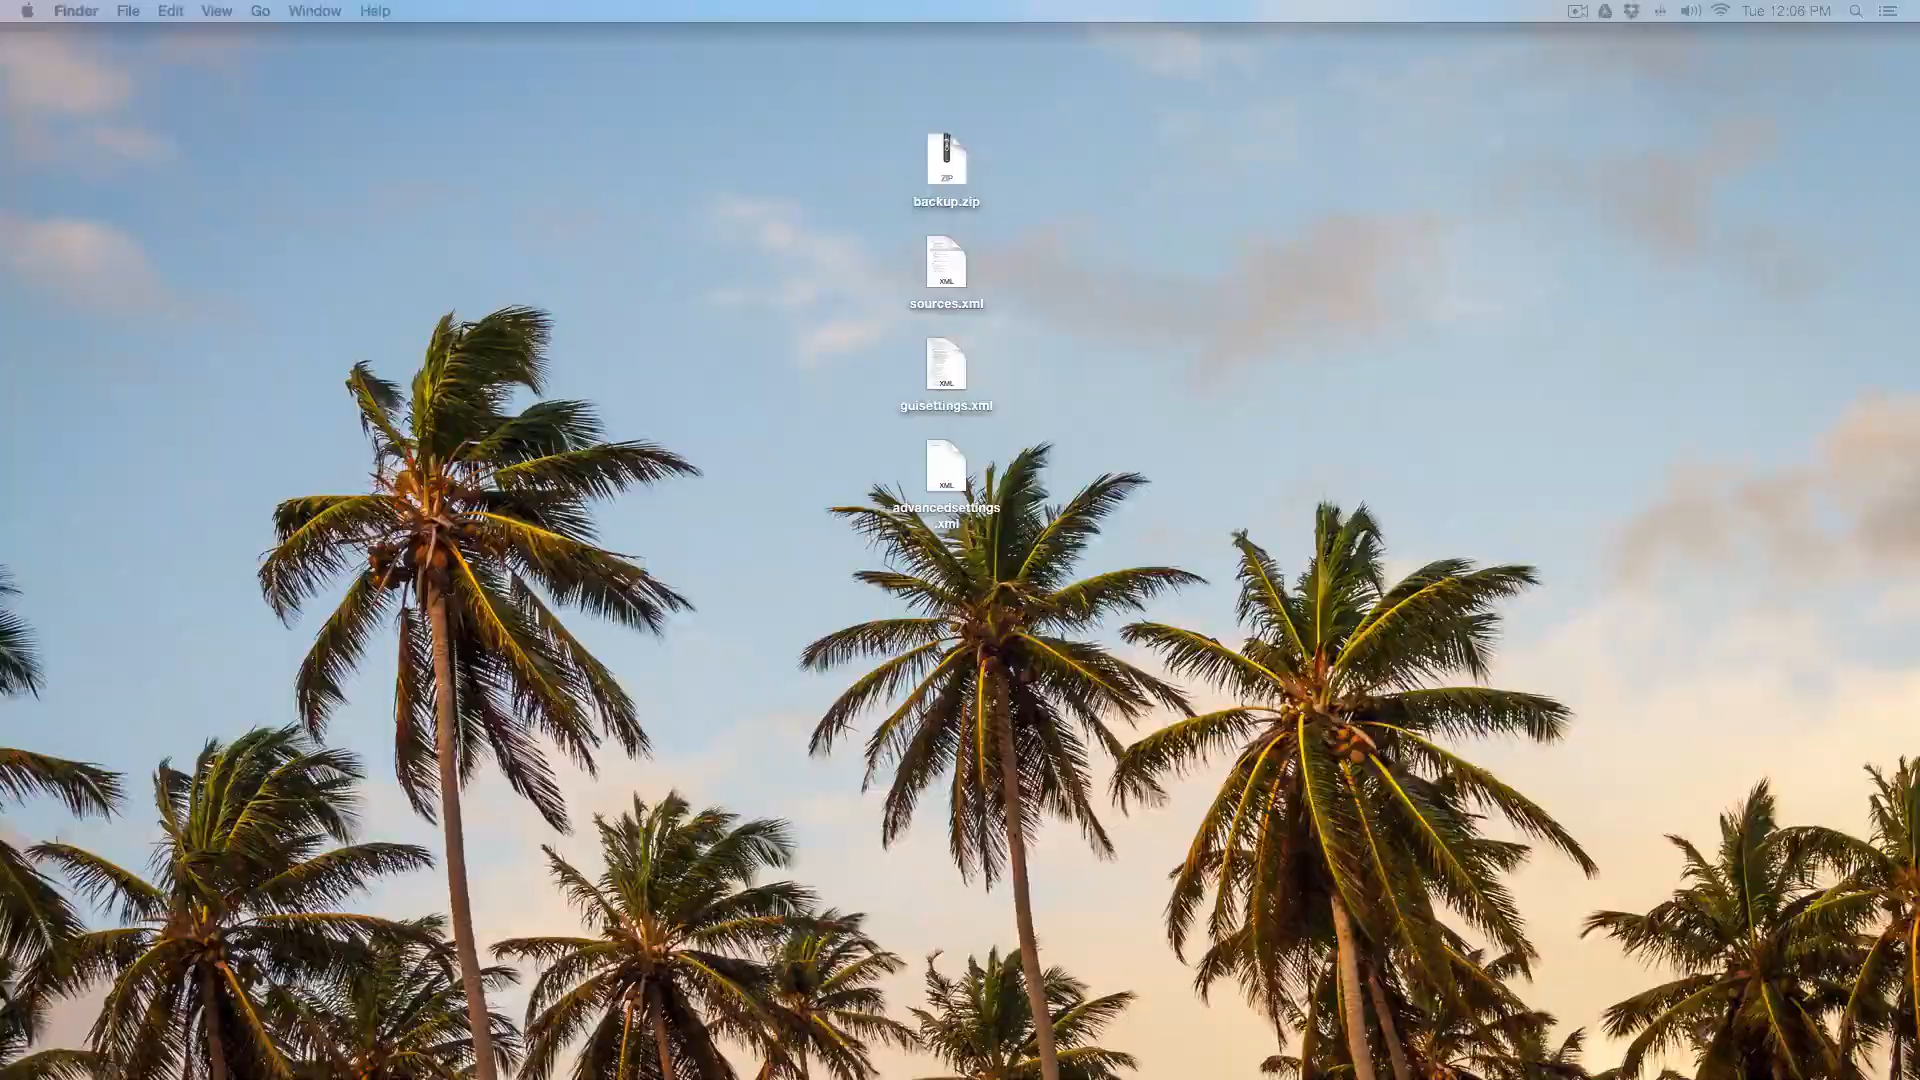 Finder File Edit View Go Window Help
Tue 12:06 PM
ZIP
backup.zip
XML
sources.xml
XML
guisettings.xml
XML
advancedsettings
.xml